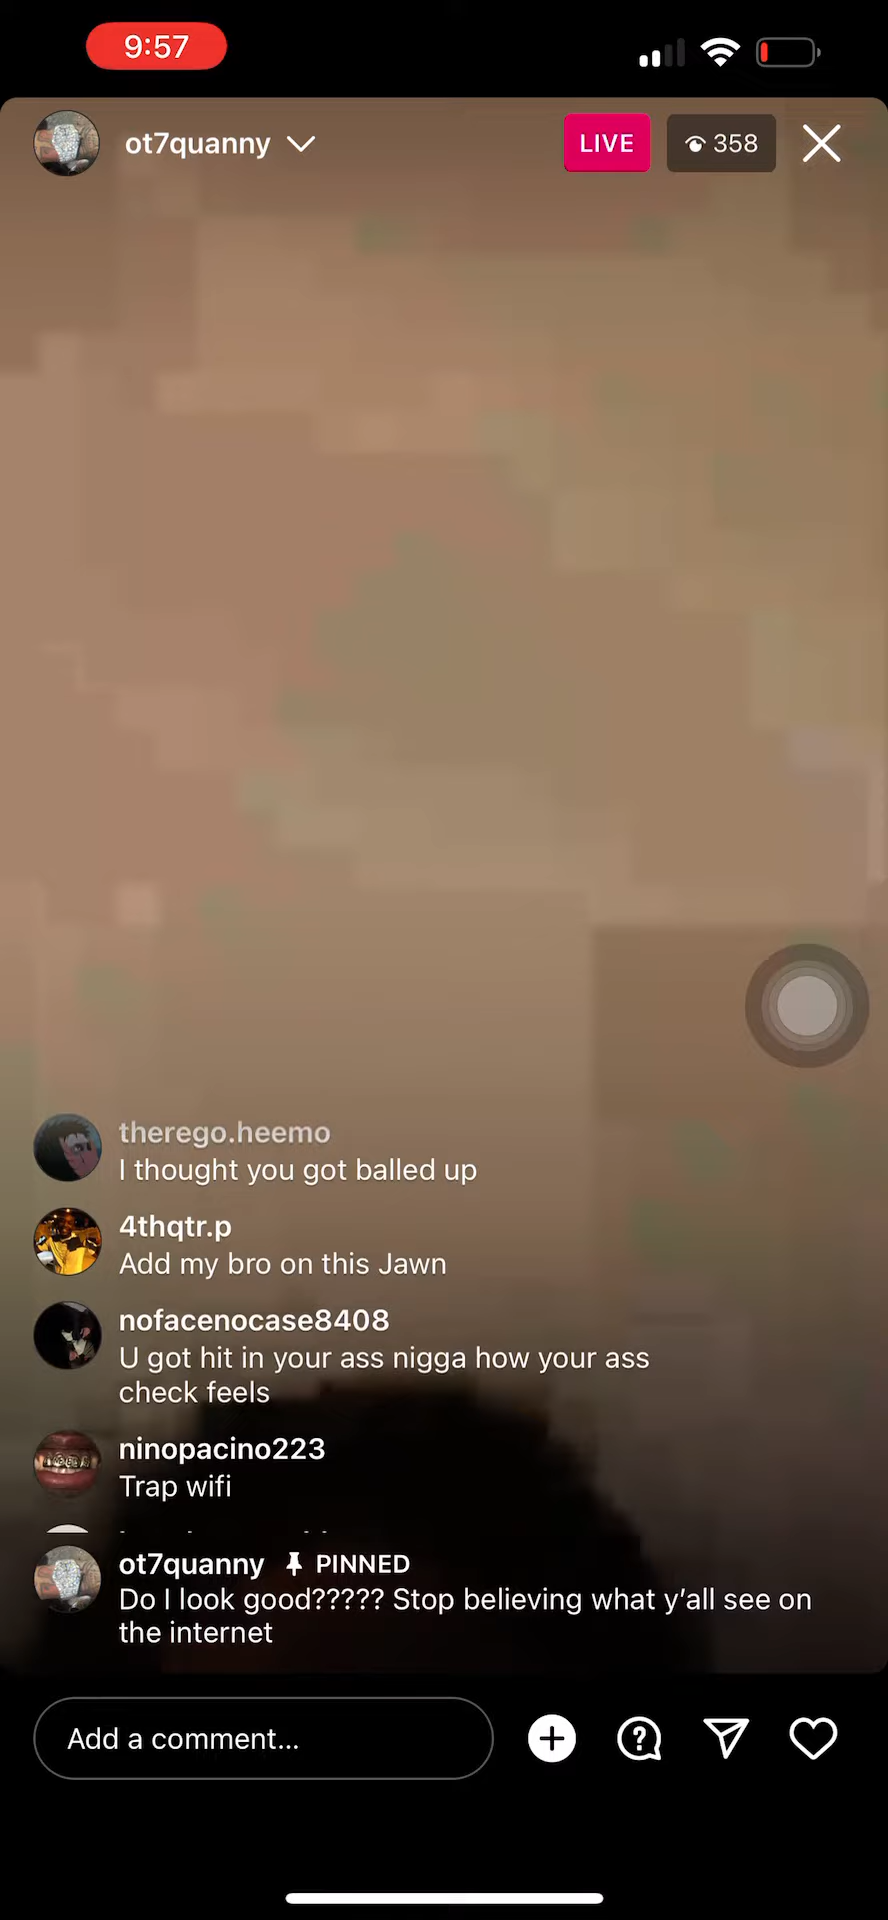 9:57
ot7quanny
LIVE
358
therego.heemo
I thought you got balled up
4thqtr.p
Add my bro on this Jawn
nofacenocase8408
U got hit in your ass nigga how your ass
check feels
ninopacino223
Trap wifi
ot7quanny PINNED
Do I look good????? Stop believing what y’all see on
the internet
Add a comment...